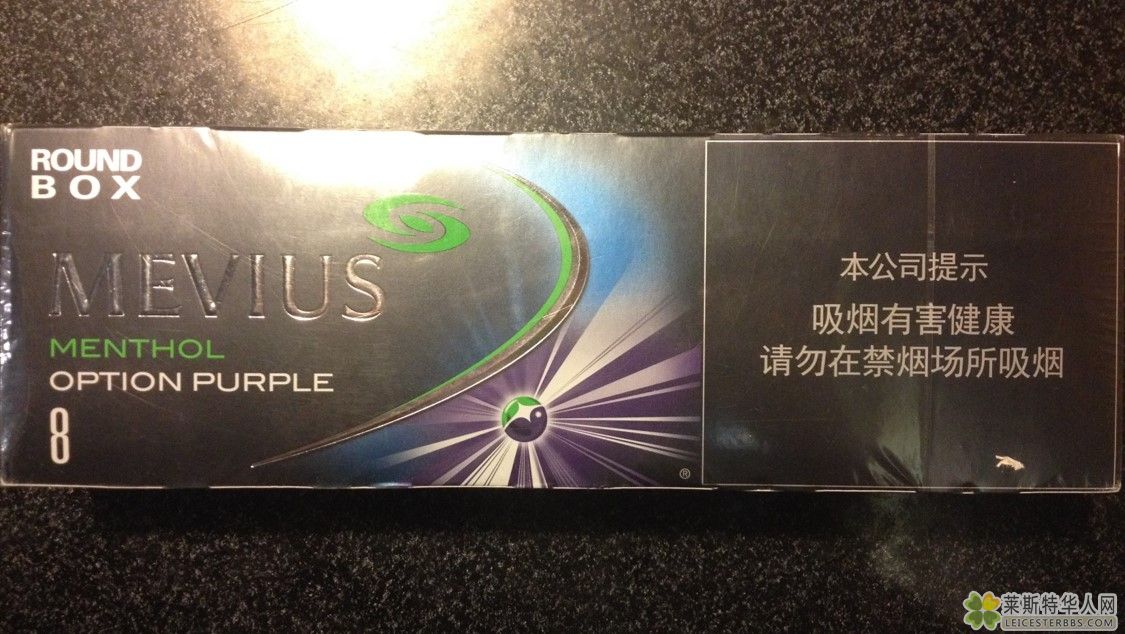 ROUND
BOX
MEVIUS
MENTHOL
OPTION PURPLE
8
®
本公司提示
吸烟有害健康
请勿在禁烟场所吸烟
莱斯特华人网
LEICESTERBBS.COM